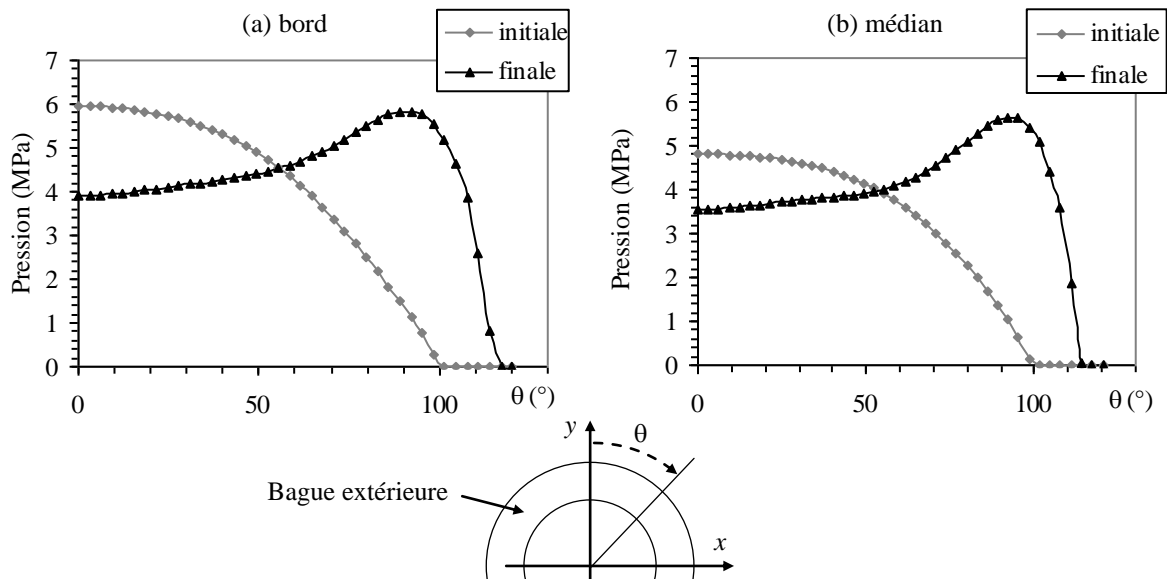 (a) bord
initiale
finale
Pression (MPa)
7
6
5
4
3
2
1
0
0
50
100
θ (°)
(b) médian
initiale
finale
Pression (MPa)
7
6
5
4
3
2
1
0
0
50
100
θ (°)
y
θ
Bague extérieure
x